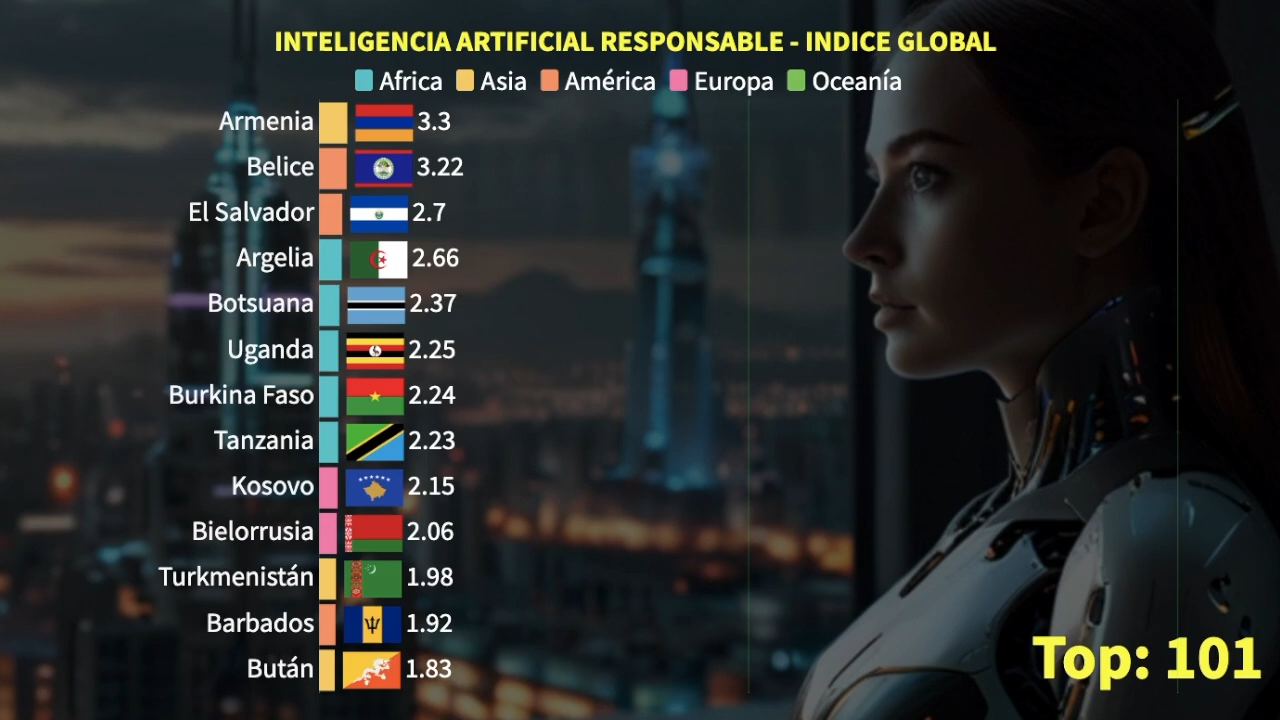 INTELIGENCIA ARTIFICIAL RESPONSABLE - INDICE GLOBAL
Africa Asia América Europa Oceanía
Armenia 3.3
Belice 3.22
El Salvador 2.7
Argelia 2.66
Botsuana 2.37
Uganda 2.25
Burkina Faso 2.24
Tanzania 2.23
Kosovo 2.15
Bielorrusia 2.06
Turkmenistán 1.98
Barbados 1.92
Bután 1.83
Top: 101